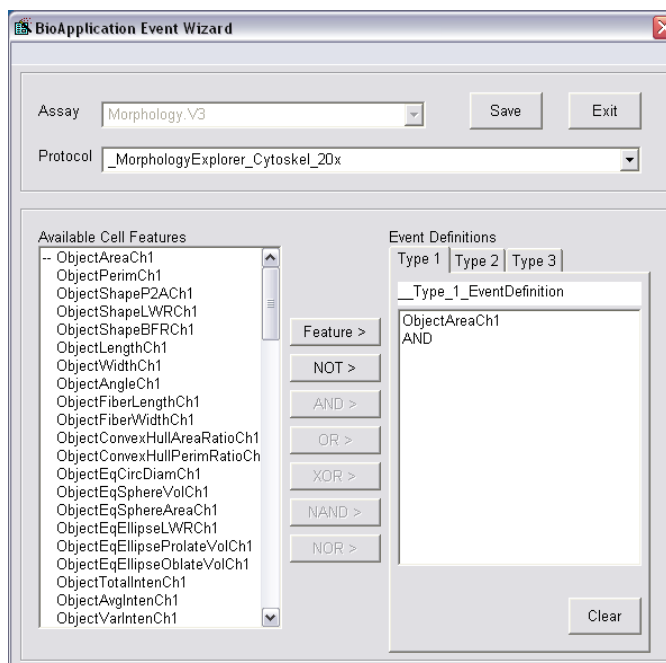 BioApplication Event Wizard
Assay
Morphology.V3
Save
Exit
Protocol
_MorphologyExplorer_Cytoskel_20x
Available Cell Features
-- ObjectAreaCh1
ObjectPerimCh1
ObjectShapeP2ACh1
ObjectShapeLWRCh1
ObjectShapeBFRCh1
ObjectLengthCh1
ObjectWidthCh1
ObjectAngleCh1
ObjectFiberLengthCh1
ObjectFiberWidthCh1
ObjectConvexHullAreaRatioCh1
ObjectConvexHullPerimRatioCh
ObjectEqCircDiamCh1
ObjectEqSphereVolCh1
ObjectEqSphereAreaCh1
ObjectEqEllipseLWRCh1
ObjectEqEllipseProlateVolCh1
ObjectEqEllipseOblateVolCh1
ObjectTotalIntenCh1
ObjectAvgIntenCh1
ObjectVarIntenCh1
Feature >
NOT >
AND >
OR >
XOR >
NAND >
NOR >
Event Definitions
Type 1 Type 2 Type 3
__Type_1_EventDefinition
ObjectAreaCh1
AND
Clear